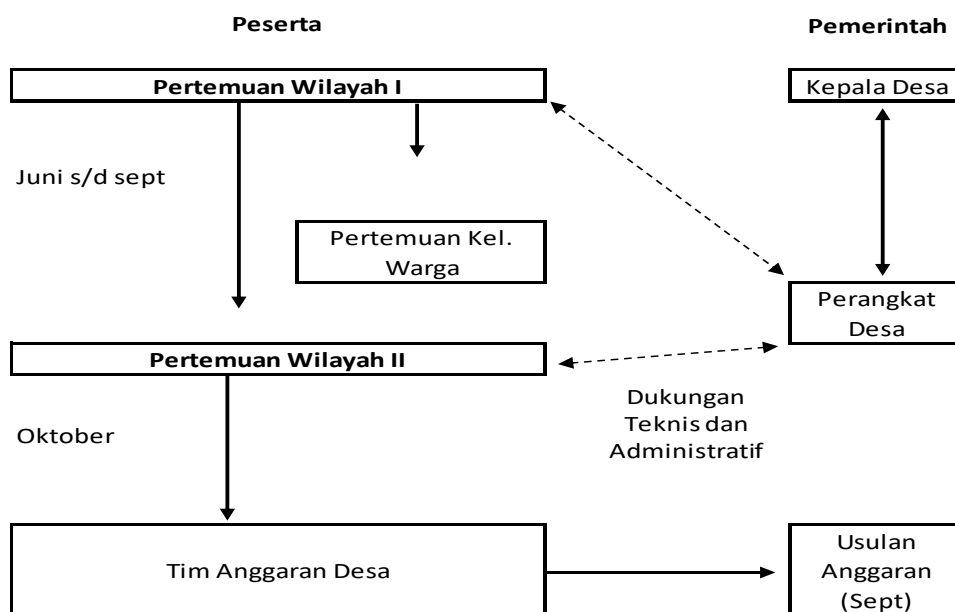 Peserta
Pemerintah
Pertemuan Wilayah I
Kepala Desa
Juni s/d sept
Pertemuan Kel.
Warga
Perangkat
Desa
Pertemuan Wilayah II
Dukungan
Teknis dan
Administratif
Oktober
Tim Anggaran Desa
Usulan
Anggaran
(Sept)